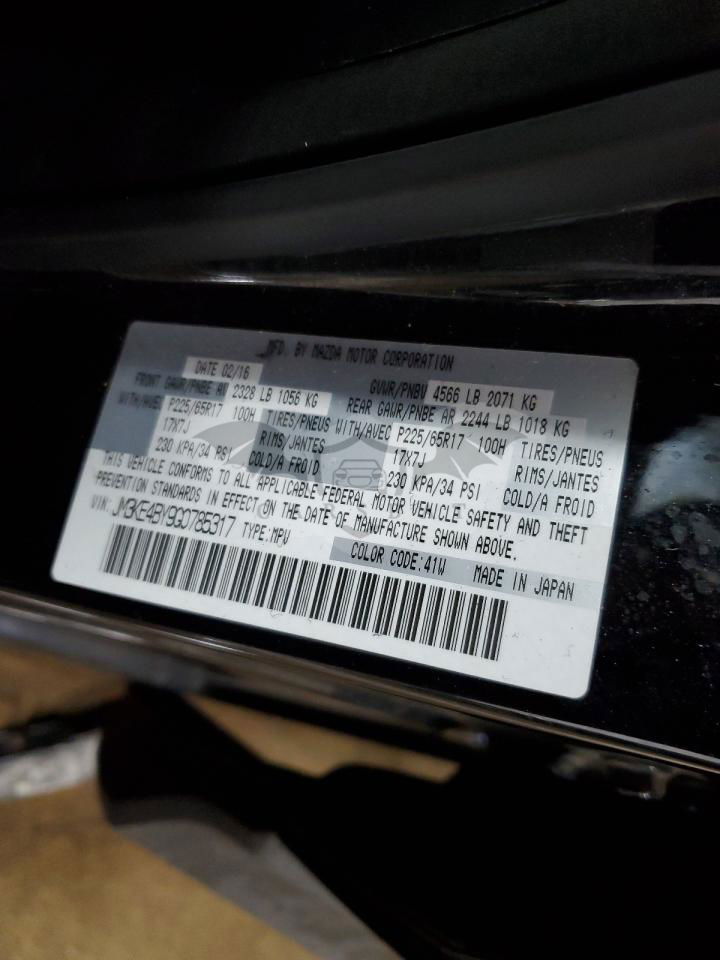 MFD. BY MAZDA MOTOR CORPORATION
DATE 02/16 GVWR/PNBV 4566 LB 2071 KG
FRONT GAWR/PNBE AV 2328 LB 1056 KG REAR GAWR/PNBE AR 2244 LB 1018 KG
WITH/AVEC P225/65R17 100H TIRES/PNEUS WITH/AVEC P225/65R17 100H TIRES/PNEUS
17X7J RIMS/JANTES 17X7J RIMS/JANTES
230 KPA/34 PSI COLD/A FROID 230 KPA/34 PSI COLD/A FROID
THIS VEHICLE CONFORMS TO ALL APPLICABLE FEDERAL MOTOR VEHICLE SAFETY AND THEFT
PREVENTION STANDARDS IN EFFECT ON THE DATE OF MANUFACTURE SHOWN ABOVE.
VIN: JM3KE4BY9G0785317 TYPE:MPV
COLOR CODE:41W MADE IN JAPAN